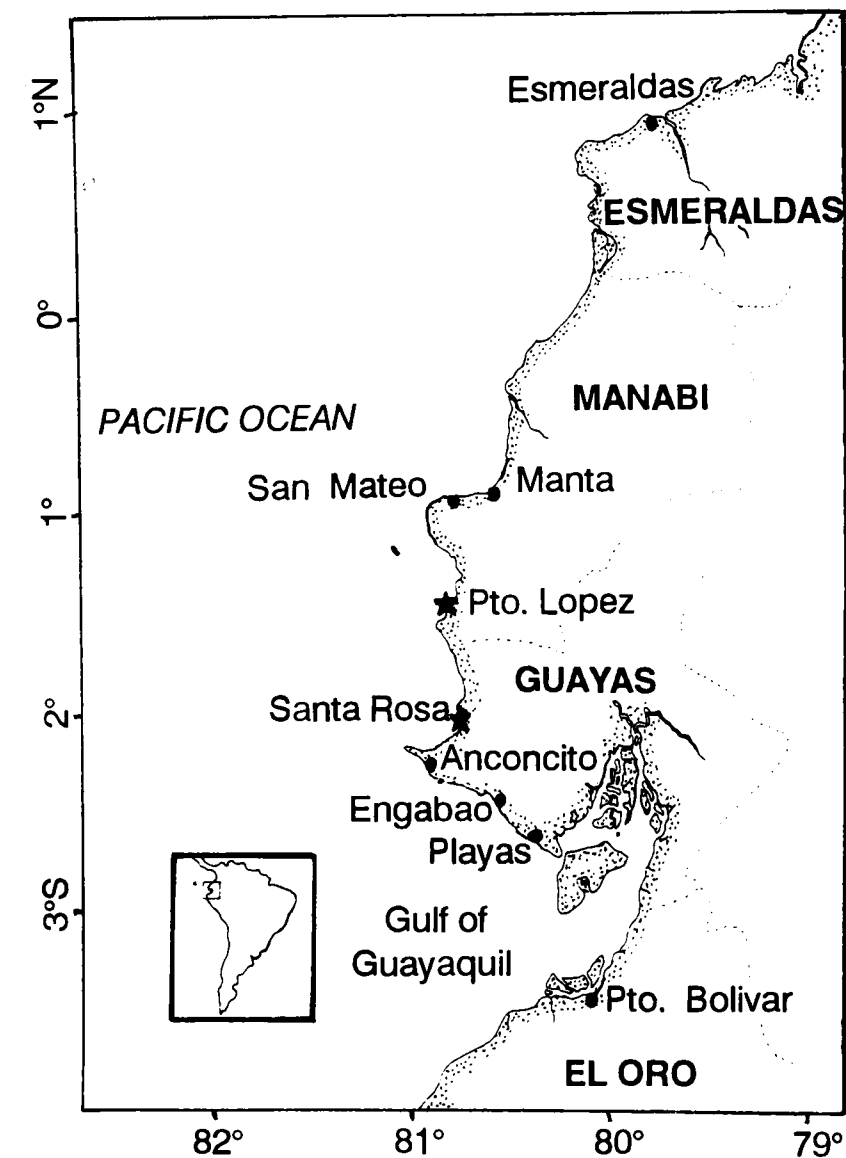 Esmeraldas
1°N
ESMERALDAS
0°
MANABI
PACIFIC OCEAN
San Mateo
Manta
1°
Pto. Lopez
GUAYAS
Santa Rosa
2°
Anconcito
Engabao
Playas
3°S
Gulf of
Guayaquil
Pto. Bolivar
EL ORO
82°
81°
80°
79°